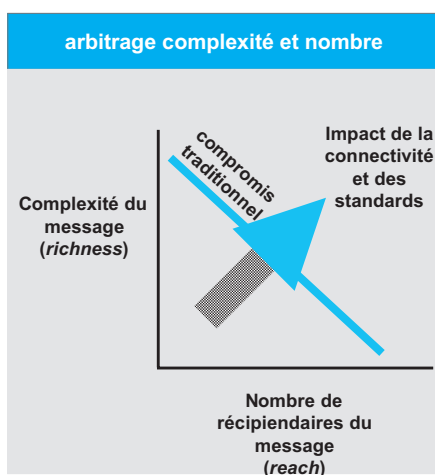 arbitrage complexité et nombre
compromis
traditionnel
Impact de la
connectivité
et des
standards
Complexité du
message
(richness)
Nombre de
récipiendaires du
message
(reach)